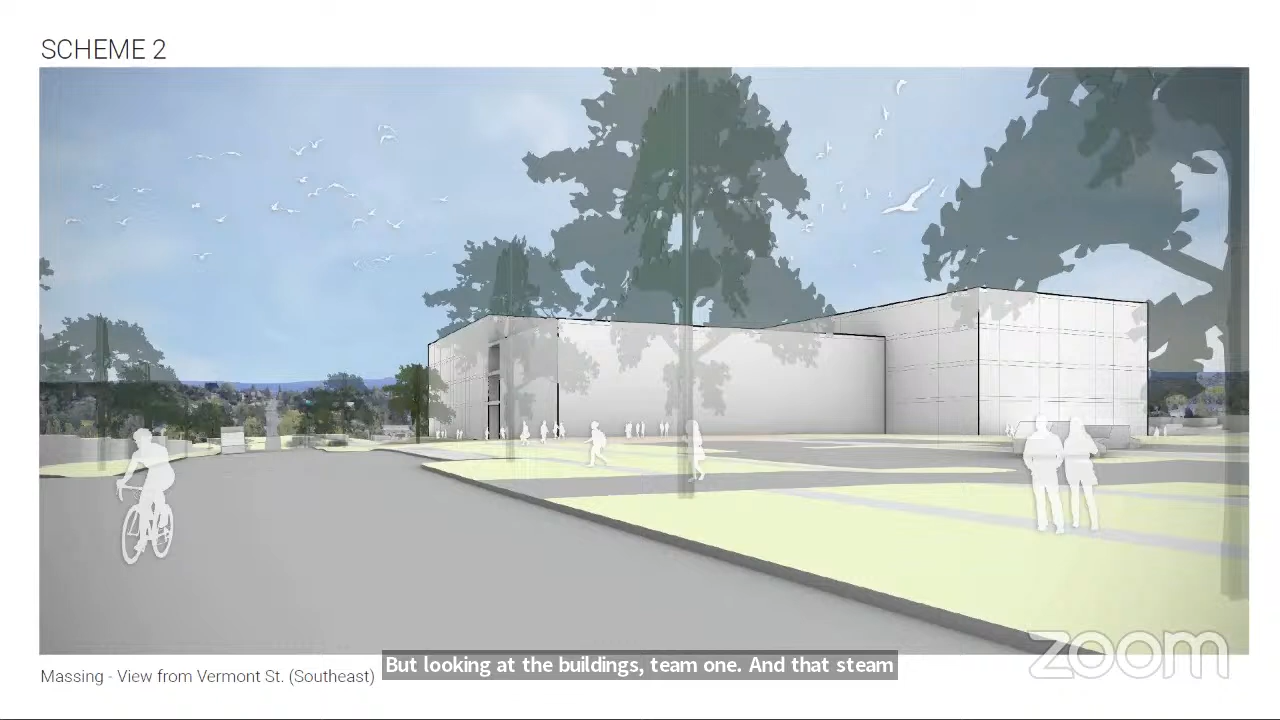 SCHEME 2
zoom
Massing - View from Vermont St. (Southeast)
But looking at the buildings, team one. And that steam